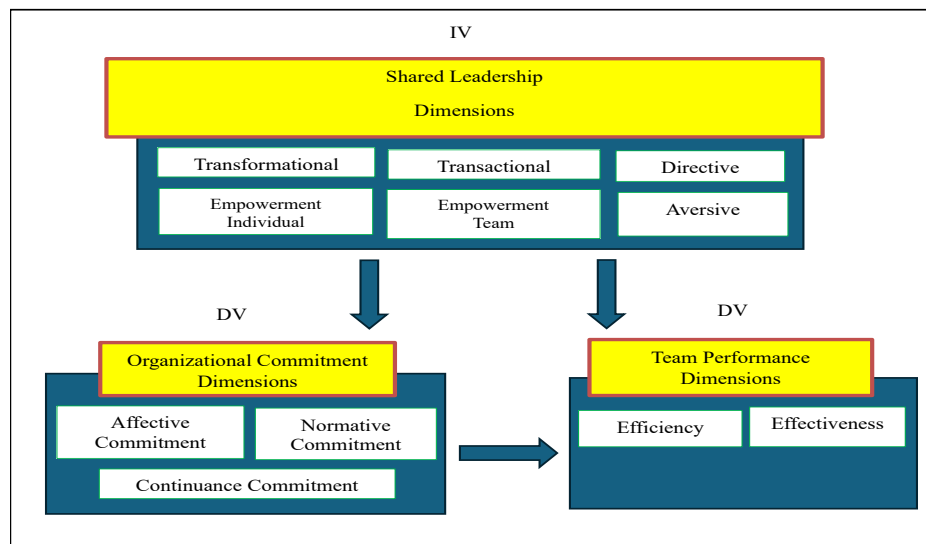 IV
Shared Leadership
Dimensions
Transformational
Transactional
Directive
Empowerment
Individual
Empowerment
Team
Aversive
DV
DV
Organizational Commitment
Dimensions
Team Performance
Dimensions
Affective
Commitment
Normative
Commitment
Efficiency
Effectiveness
Continuance Commitment